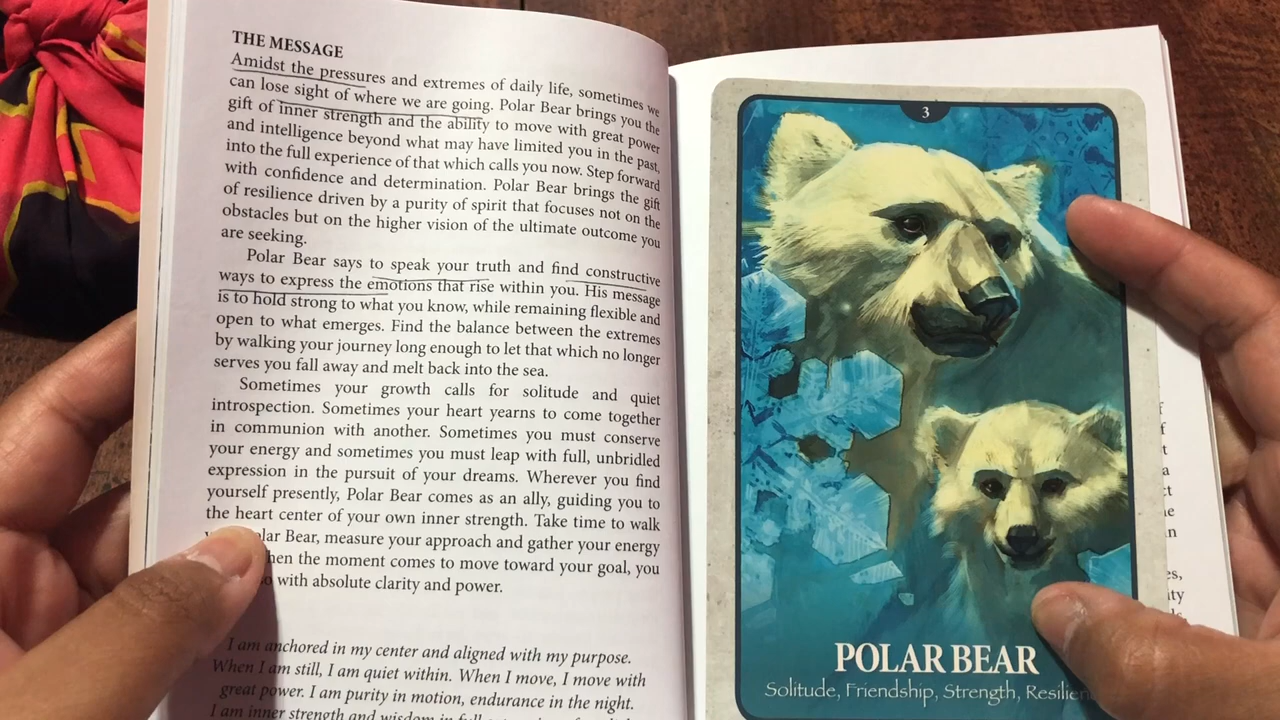 THE MESSAGE
Amidst the pressures and extremes of daily life, sometimes we
can lose sight of where we are going. Polar Bear brings you the
gift of inner strength and the ability to move with great power
and intelligence beyond what may have limited you in the past,
into the full experience of that which calls you now. Step forward
with confidence and determination. Polar Bear brings the gift
of resilience driven by a purity of spirit that focuses not on the
obstacles but on the higher vision of the ultimate outcome you
are seeking.
Polar Bear says to speak your truth and find constructive
ways to express the emotions that rise within you. His message
is to hold strong to what you know, while remaining flexible and
open to what emerges. Find the balance between the extremes
by walking your journey long enough to let that which no longer
serves you fall away and melt back into the sea.
Sometimes your growth calls for solitude and quiet
introspection. Sometimes your heart yearns to come together
in communion with another. Sometimes you must conserve
your energy and sometimes you must leap with full, unbridled
expression in the pursuit of your dreams. Wherever you find
yourself presently, Polar Bear comes as an ally, guiding you to
the heart center of your own inner strength. Take time to walk
Bear, measure your approach and gather your energy
the moment comes to move toward your goal, you
with absolute clarity and power.
I am anchored in my center and aligned with my purpose.
When I am still, I am quiet within. When I move, I move with
great power. I am purity in motion, endurance in the night.
I am inner strength and wisdom in
3
POLAR BEAR
Solitude, Friendship, Strength,